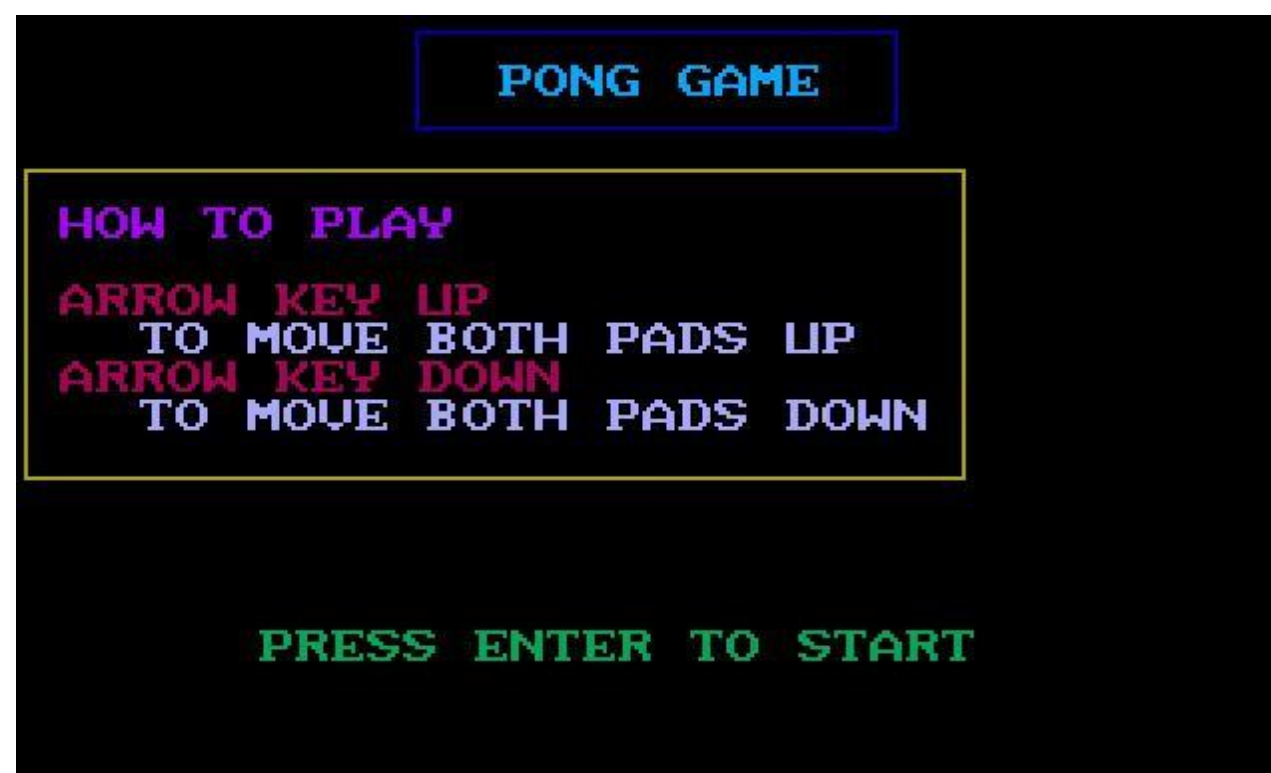 PONG GAME
HOW TO PLAY
ARROW KEY UP
TO MOVE BOTH PADS UP
ARROW KEY DOWN
TO MOVE BOTH PADS DOWN
PRESS ENTER TO START